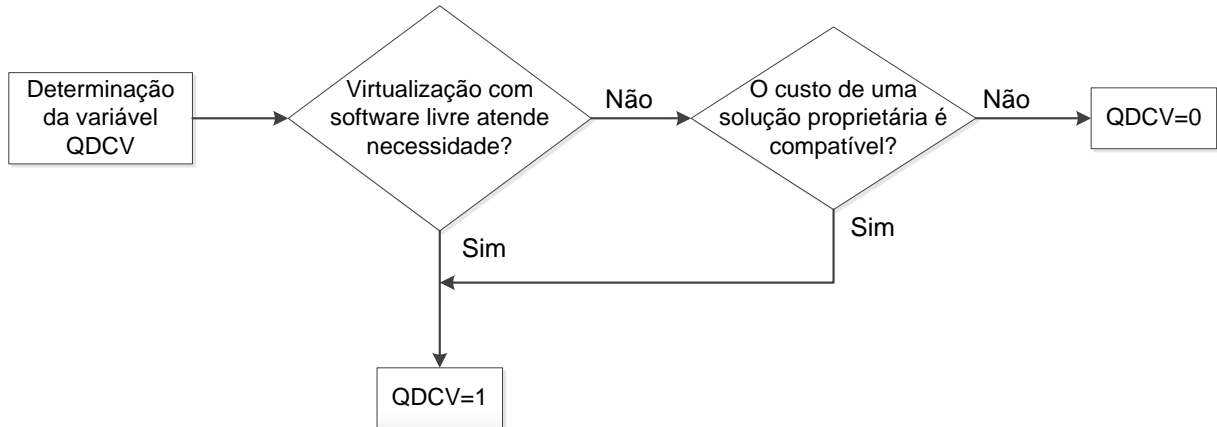 Determinação
da variável
QDCV
Virtualização com
software livre atende
necessidade?
Não
O custo de uma
solução proprietária é
compatível?
Não
QDCV=0
Sim
Sim
QDCV=1